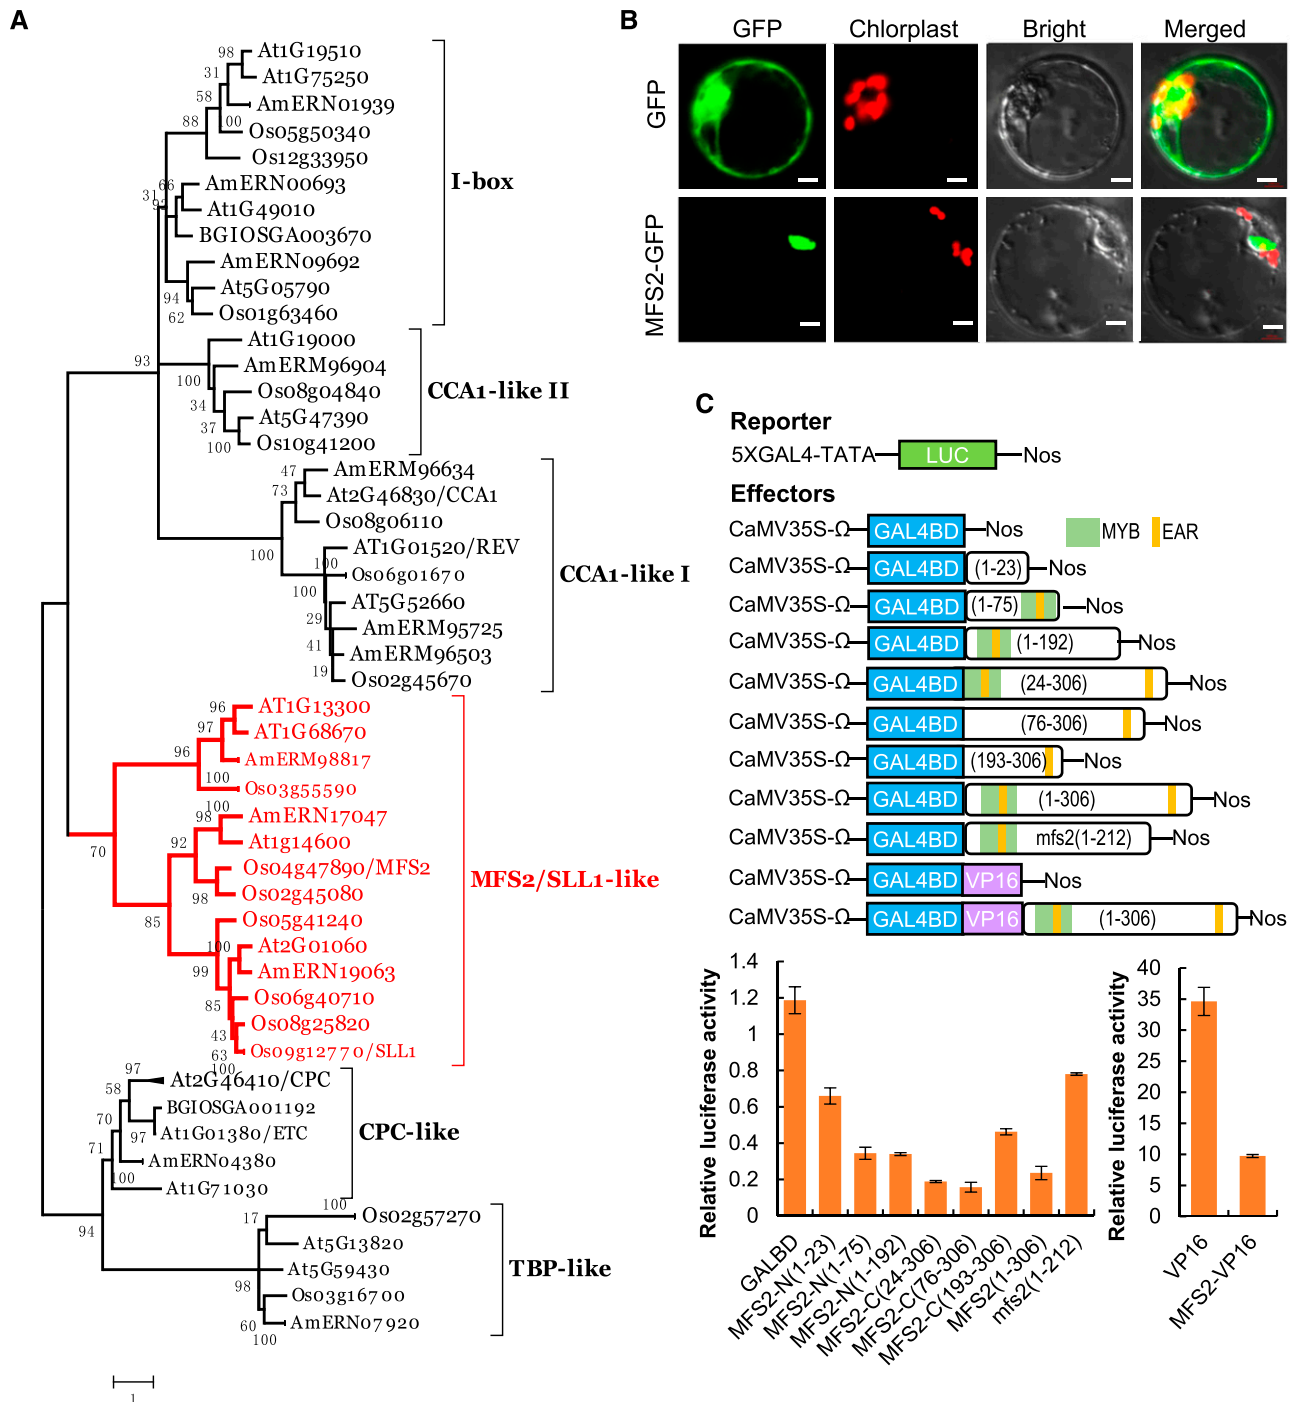 A
98
At1G19510
31
At1G75250
58
AmERN01939
100
88
Os05g50340
Os12g33950
I-box
66
AmERN00693
31
At1G49010
BGIOSGA003670
AmERN09692
94
At5G05790
62
Os01g63460
At1G19000
93
AmERM96904
100
Os08g04840
CCA1-like II
34
At5G47390
37
Os10g41200
100
47
AmERM96634
73
At2G46830/CCA1
Os08g06110
100
AT1G01520/REV
100
Os06g01670
CCA1-like I
100
AT5G52660
29
AmERM95725
41
AmERM96503
19
Os02g45670
96
AT1G13300
97
AT1G68670
96
AmERM98817
100
Os03g55590
100
98
AmERN17047
92
At1g14600
70
Os04g47890/MFS2
MFS2/SLL1-like
98
Os02g45080
85
Os05g41240
100
At2G01060
99
AmERN19063
85
Os06g40710
43
Os08g25820
63
Os09g12770/SLL1
100
97
At2G46410/CPC
58
BGIOSGA001192
70
97
At1G01380/ETC
CPC-like
71
AmERN04380
100
At1G71030
94
100
17
Os02g57270
At5G13820
At5G59430
TBP-like
98
Os03g16700
60
AmERN07920
100
1
B
GFP Chlorplast Bright Merged
GFP
MFS2-GFP
C
Reporter
5XGAL4-TATA LUC Nos
Effectors
CaMV35S-Ω GAL4BD Nos MYB EAR
CaMV35S-Ω GAL4BD (1-23) Nos
CaMV35S-Ω GAL4BD (1-75) Nos
CaMV35S-Ω GAL4BD (1-192) Nos
CaMV35S-Ω GAL4BD (24-306) Nos
CaMV35S-Ω GAL4BD (76-306) Nos
CaMV35S-Ω GAL4BD (193-306) Nos
CaMV35S-Ω GAL4BD (1-306) Nos
CaMV35S-Ω GAL4BD mfs2(1-212) Nos
CaMV35S-Ω GAL4BD VP16 Nos
CaMV35S-Ω GAL4BD VP16 (1-306) Nos
Relative luciferase activity
1.4
1.2
1
0.8
0.6
0.4
0.2
0
GALBD
MFS2-N(1-23)
MFS2-N(1-75)
MFS2-N(1-192)
MFS2-C(24-306)
MFS2-C(76-306)
MFS2-C(193-306)
MFS2(1-306)
mfs2(1-212)
Relative luciferase activity
40
35
30
25
20
15
10
5
0
VP16
MFS2-VP16